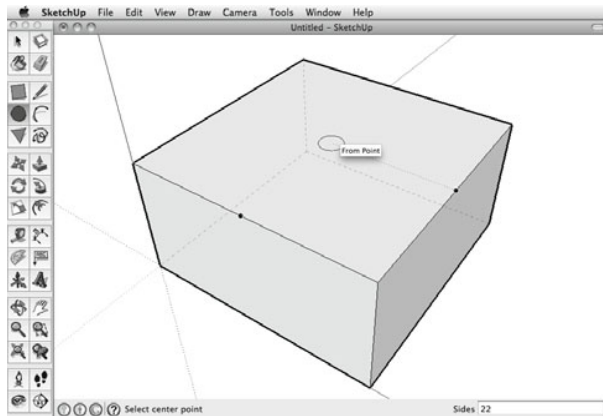 SketchUp File Edit View Draw Camera Tools Window Help
Untitled - SketchUp
From Point
Select center point
Sides 22